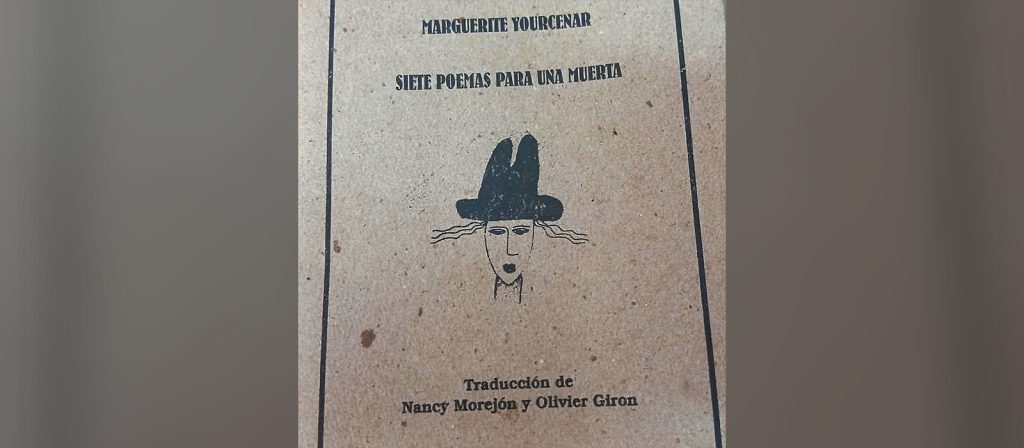 MARGUERITE YOURCENAR
SIETE POEMAS PARA UNA MUERTA
Traducción de
Nancy Morejón y Olivier Giron